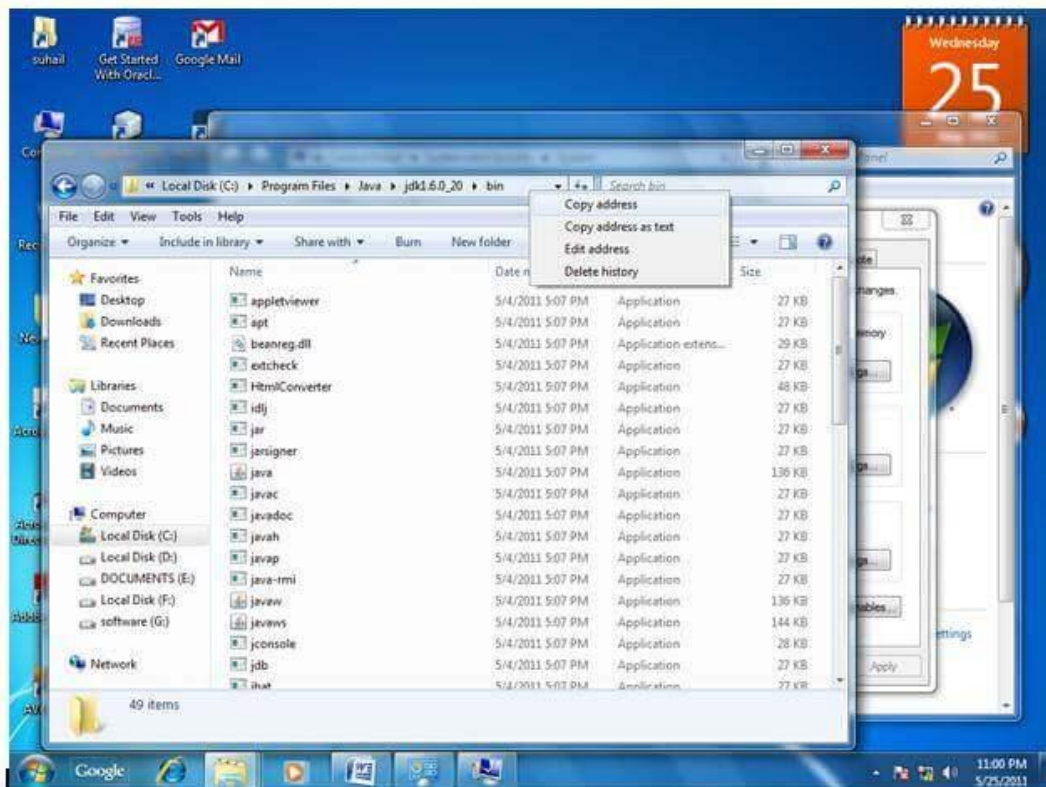 suhail
Get Started With Oracl...
Google Mail
Wednesday
25
Local Disk (C:) Program Files Java jdk1.6.0_20 bin
Search bin
File Edit View Tools Help
Organize Include in library Share with Burn New folder
Copy address
Copy address as text
Edit address
Delete history
Name Size
Favorites
Desktop
Downloads
Recent Places
Libraries
Documents
Music
Pictures
Videos
Computer
Local Disk (C:)
Local Disk (D:)
DOCUMENTS (E:)
Local Disk (F:)
software (G:)
Network
appletviewer 5/4/2011 5:07 PM Application 27 KB
apt 5/4/2011 5:07 PM Application 27 KB
beanreg.dll 5/4/2011 5:07 PM Application extens... 29 KB
extcheck 5/4/2011 5:07 PM Application 27 KB
HtmlConverter 5/4/2011 5:07 PM Application 48 KB
idlj 5/4/2011 5:07 PM Application 27 KB
jar 5/4/2011 5:07 PM Application 27 KB
jarsigner 5/4/2011 5:07 PM Application 27 KB
java 5/4/2011 5:07 PM Application 136 KB
javac 5/4/2011 5:07 PM Application 27 KB
javadoc 5/4/2011 5:07 PM Application 27 KB
javah 5/4/2011 5:07 PM Application 27 KB
javap 5/4/2011 5:07 PM Application 27 KB
java-rmi 5/4/2011 5:07 PM Application 27 KB
javaw 5/4/2011 5:07 PM Application 136 KB
javaws 5/4/2011 5:07 PM Application 144 KB
jconsole 5/4/2011 5:07 PM Application 28 KB
jdb 5/4/2011 5:07 PM Application 27 KB
jhat 5/4/2011 5:07 PM Application 27 KB
49 items
Apply
Google
11:00 PM
5/25/2011